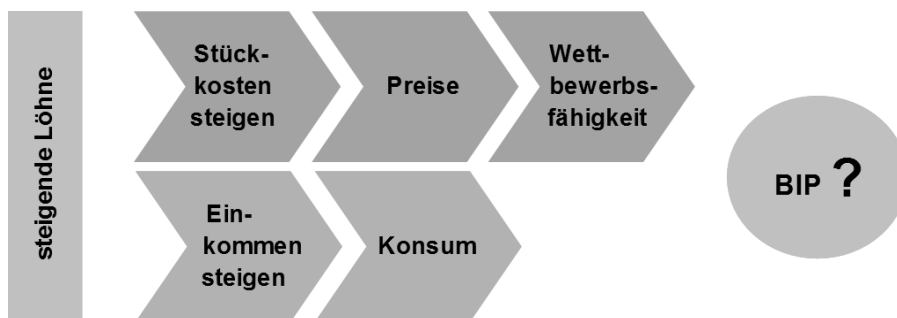 steigende Löhne
Stück-
kosten
steigen
Preise
Wett-
bewerbs-
fähigkeit
Ein-
kommen
steigen
Konsum
BIP ?